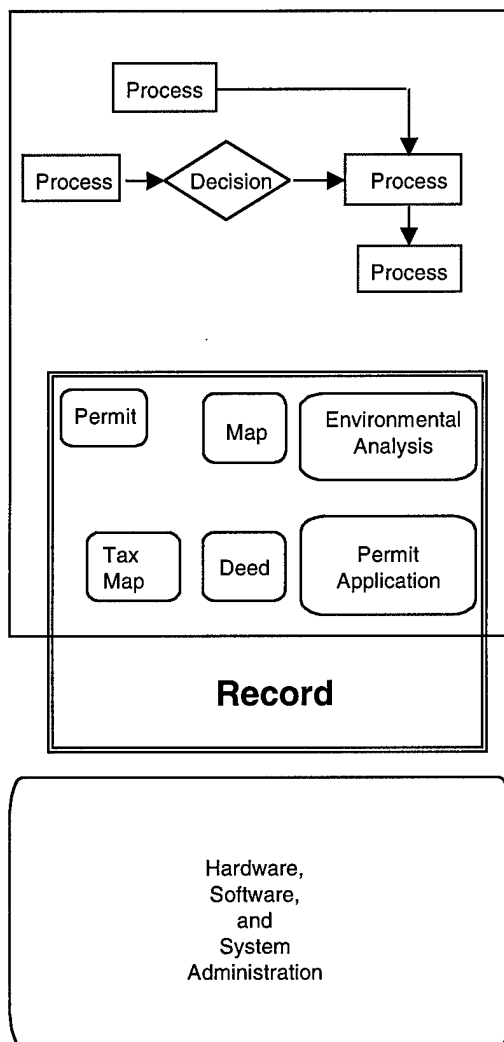 Process
Process
Decision
Process
Process
Permit
Map
Environmental
Analysis
Tax
Map
Deed
Permit
Application
Record
Hardware,
Software,
and
System
Administration